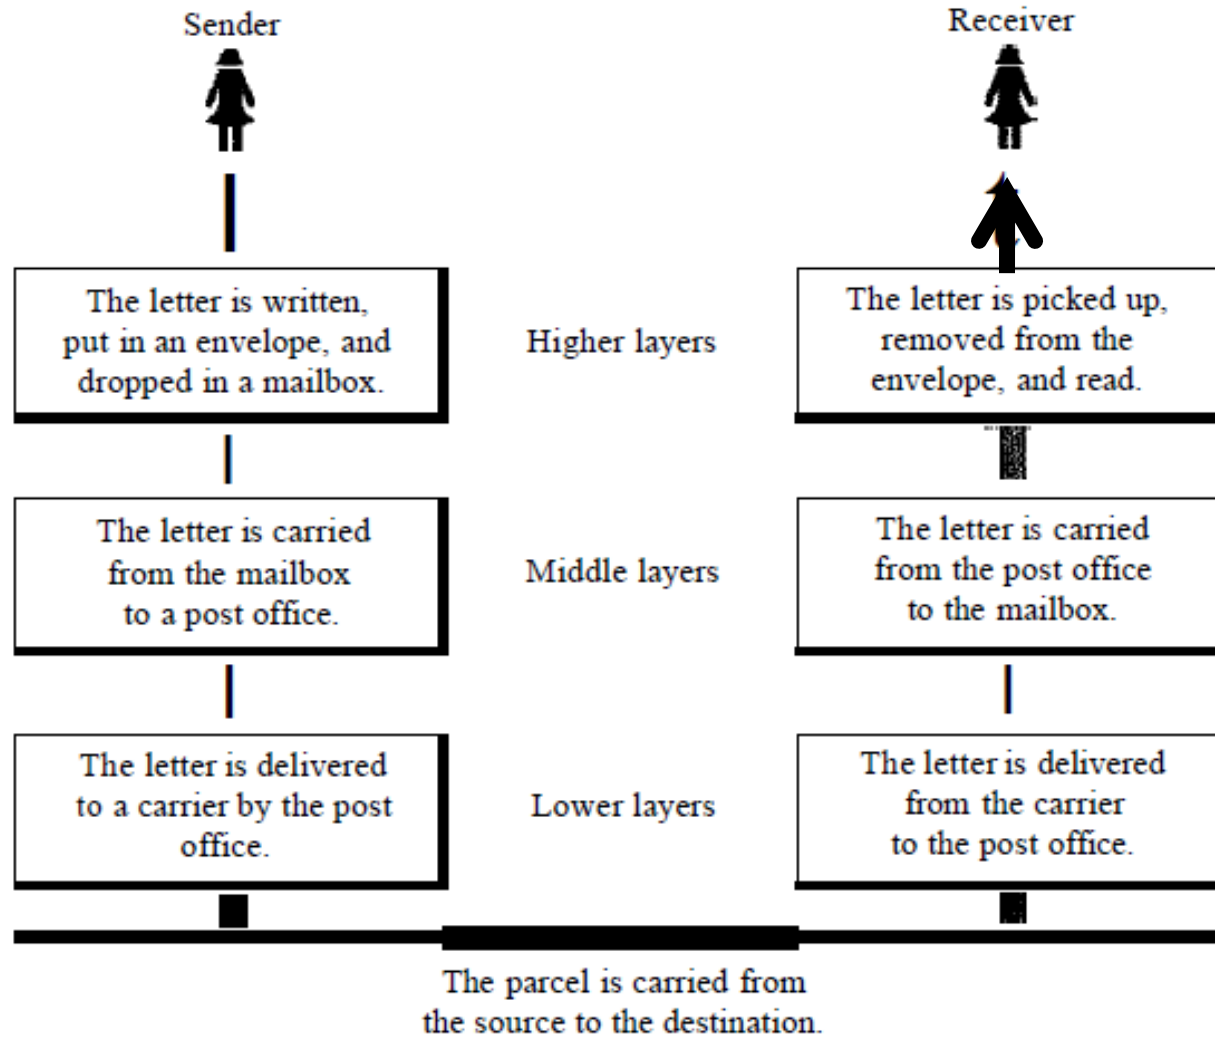 Sender
Receiver
The letter is written,
put in an envelope, and
dropped in a mailbox.
Higher layers
The letter is picked up,
removed from the
envelope, and read.
The letter is carried
from the mailbox
to a post office.
Middle layers
The letter is carried
from the post office
to the mailbox.
The letter is delivered
to a carrier by the post
office.
Lower layers
The letter is delivered
from the carrier
to the post office.
The parcel is carried from
the source to the destination.